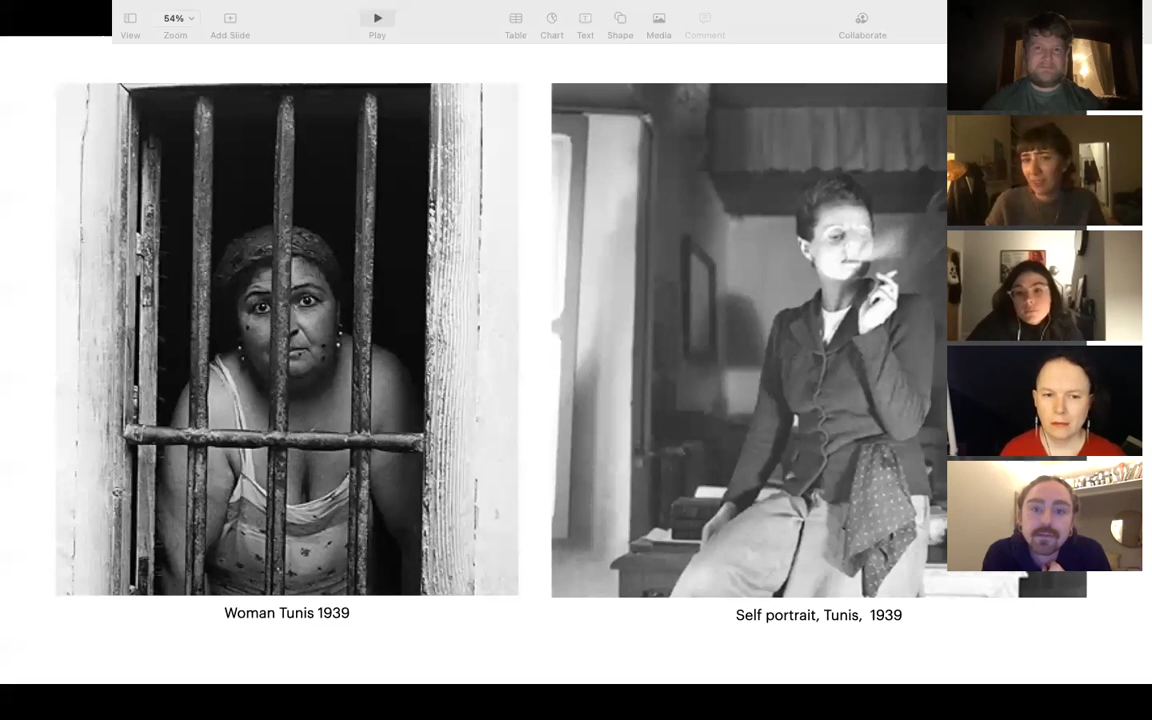 54%
View
Zoom
Add Slide
Play
Table
Chart
Text
Shape
Media
Comment
Collaborate
Woman Tunis 1939
Self portrait, Tunis, 1939